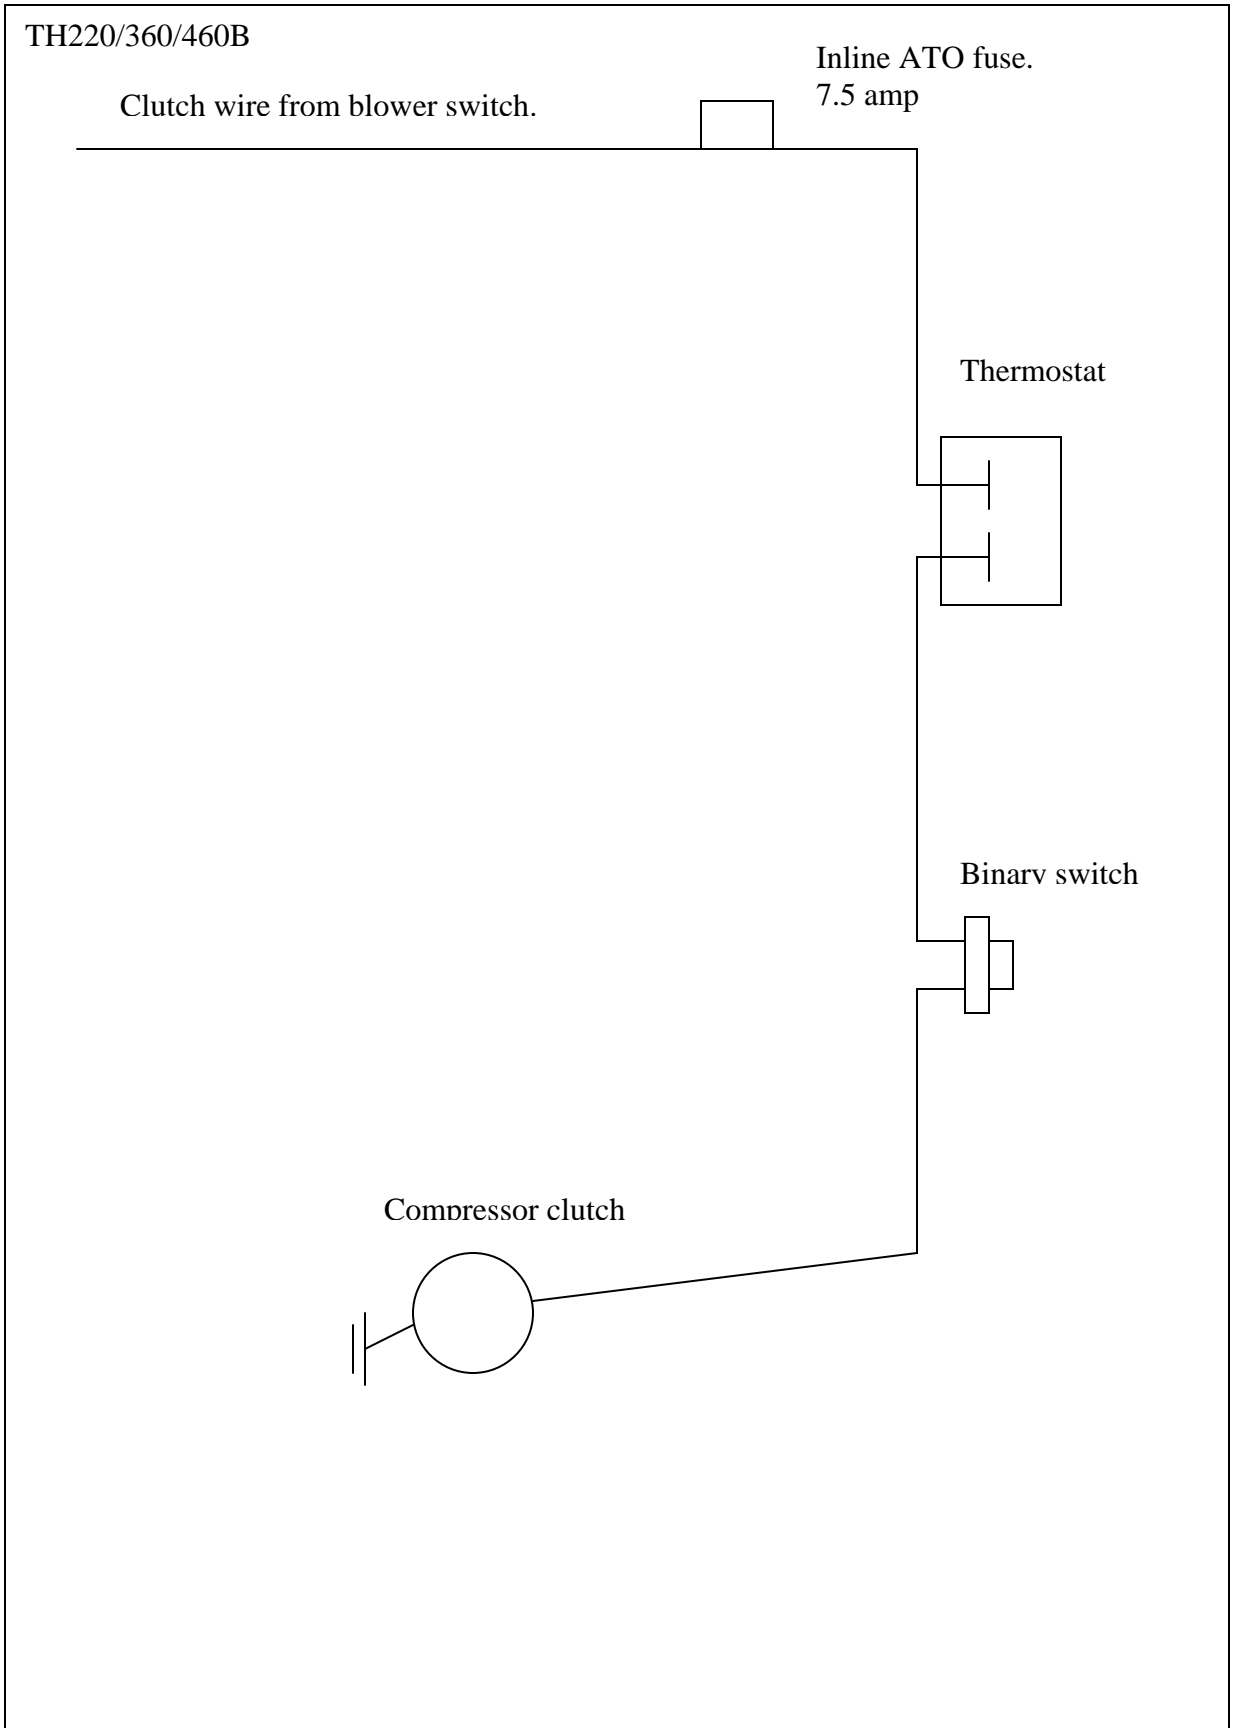 TH220/360/460B
Inline ATO fuse.
7.5 amp
Clutch wire from blower switch.
Thermostat
Binary switch
Compressor clutch